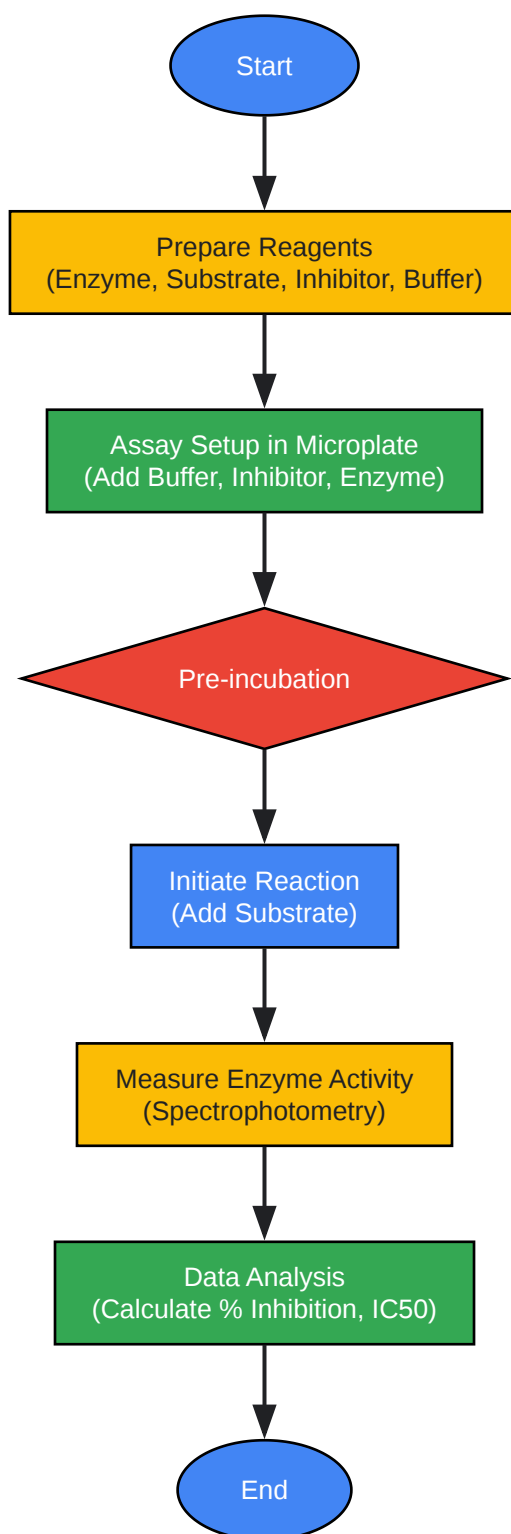 Start
Prepare Reagents
(Enzyme, Substrate, Inhibitor, Buffer)
Assay Setup in Microplate
(Add Buffer, Inhibitor, Enzyme)
Pre-incubation
Initiate Reaction
(Add Substrate)
Measure Enzyme Activity
(Spectrophotometry)
Data Analysis
(Calculate % Inhibition, IC50)
End